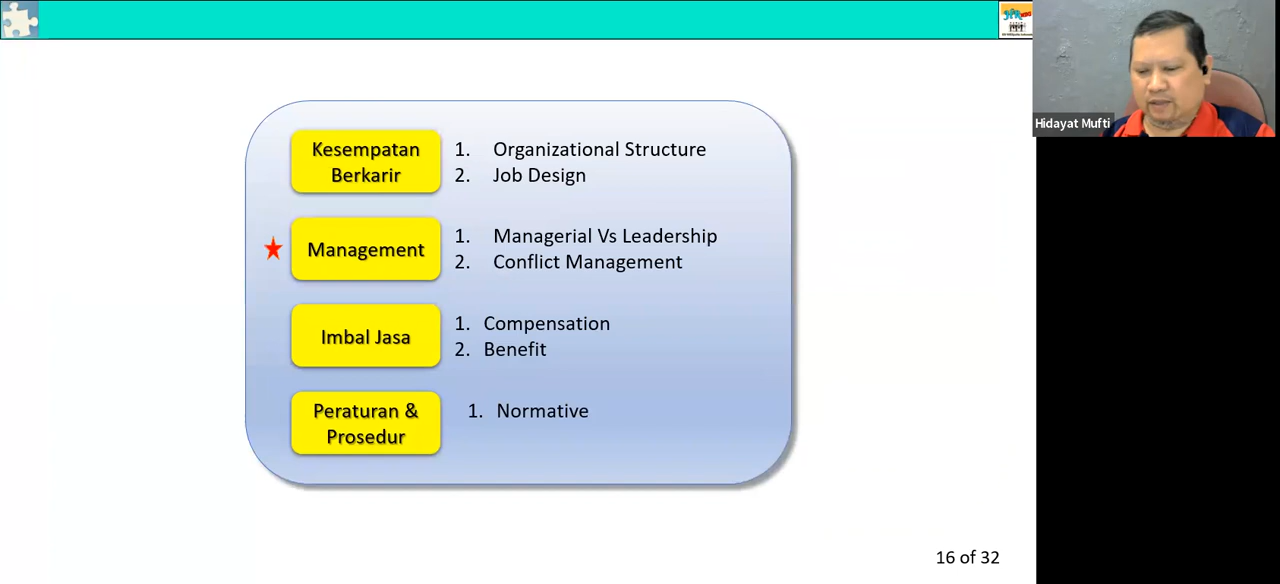 Kesempatan
Berkarir
1. Organizational Structure
2. Job Design
Management
1. Managerial Vs Leadership
2. Conflict Management
Imbal Jasa
1. Compensation
2. Benefit
Peraturan &
Prosedur
1. Normative
16 of 32
Hidayat Mufti